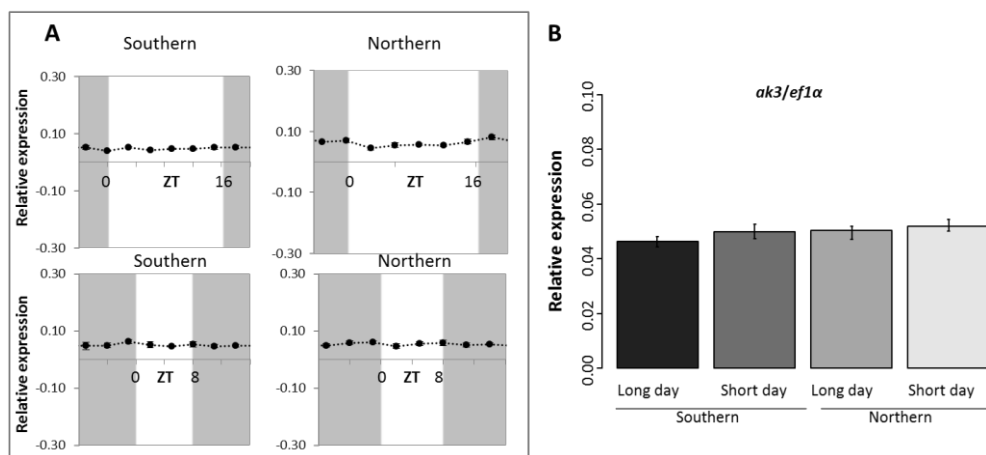 A
Southern
Northern
Relative expression
0.30
0.10
-0.10
-0.30
0 ZT 16
0.30
0.10
-0.10
-0.30
0 ZT 16
Southern
Northern
Relative expression
0.30
0.10
-0.10
-0.30
0 ZT 8
0.30
0.10
-0.10
-0.30
0 ZT 8
B
ak3/ef1α
Relative expression
0.10
0.08
0.06
0.04
0.02
0.00
Long day Short day Long day Short day
Southern Northern